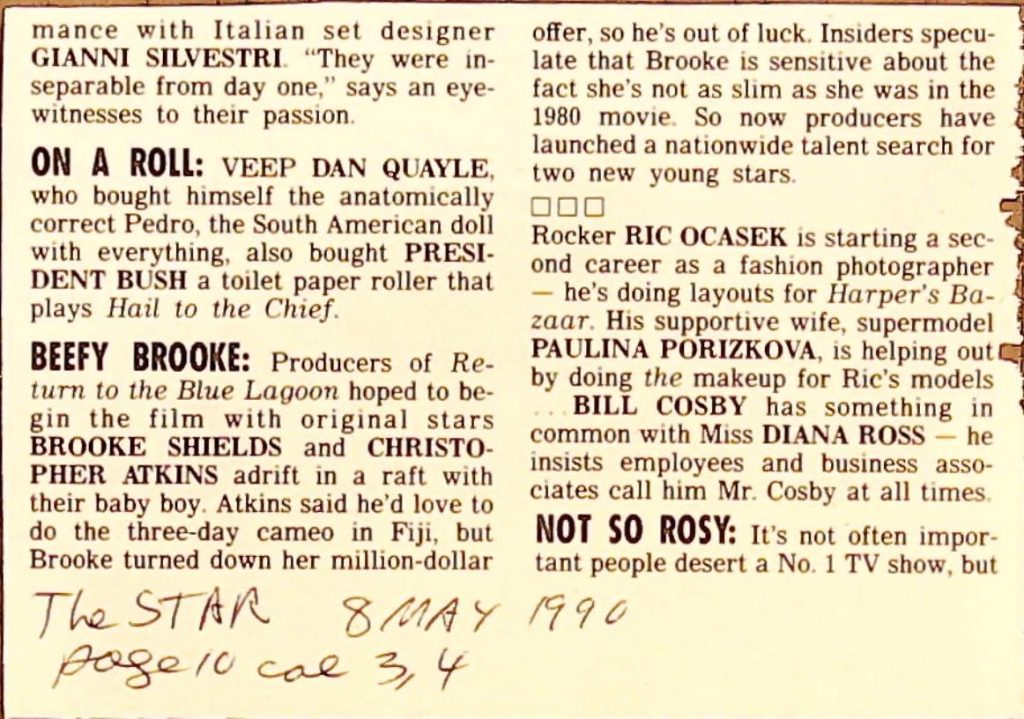 mance with Italian set designer
GIANNI SILVESTRI. "They were in-
separable from day one," says an eye-
witnesses to their passion.
ON A ROLL: VEEP DAN QUAYLE,
who bought himself the anatomically
correct Pedro, the South American doll
with everything, also bought PRESI-
DENT BUSH a toilet paper roller that
plays Hail to the Chief.
BEEFY BROOKE: Producers of Re-
turn to the Blue Lagoon hoped to be-
gin the film with original stars
BROOKE SHIELDS and CHRISTO-
PHER ATKINS adrift in a raft with
their baby boy. Atkins said he'd love to
do the three-day cameo in Fiji, but
Brooke turned down her million-dollar
offer, so he's out of luck. Insiders specu-
late that Brooke is sensitive about the
fact she's not as slim as she was in the
1980 movie. So now producers have
launched a nationwide talent search for
two new young stars.
□□□
Rocker RIC OCASEK is starting a sec-
ond career as a fashion photographer
— he's doing layouts for Harper's Ba-
zaar. His supportive wife, supermodel
PAULINA PORIZKOVA, is helping out
by doing the makeup for Ric's models
... BILL COSBY has something in
common with Miss DIANA ROSS — he
insists employees and business asso-
ciates call him Mr. Cosby at all times.
NOT SO ROSY: It's not often impor-
tant people desert a No. 1 TV show, but
The STAR 8 MAY 1990
page 10 col 3, 4